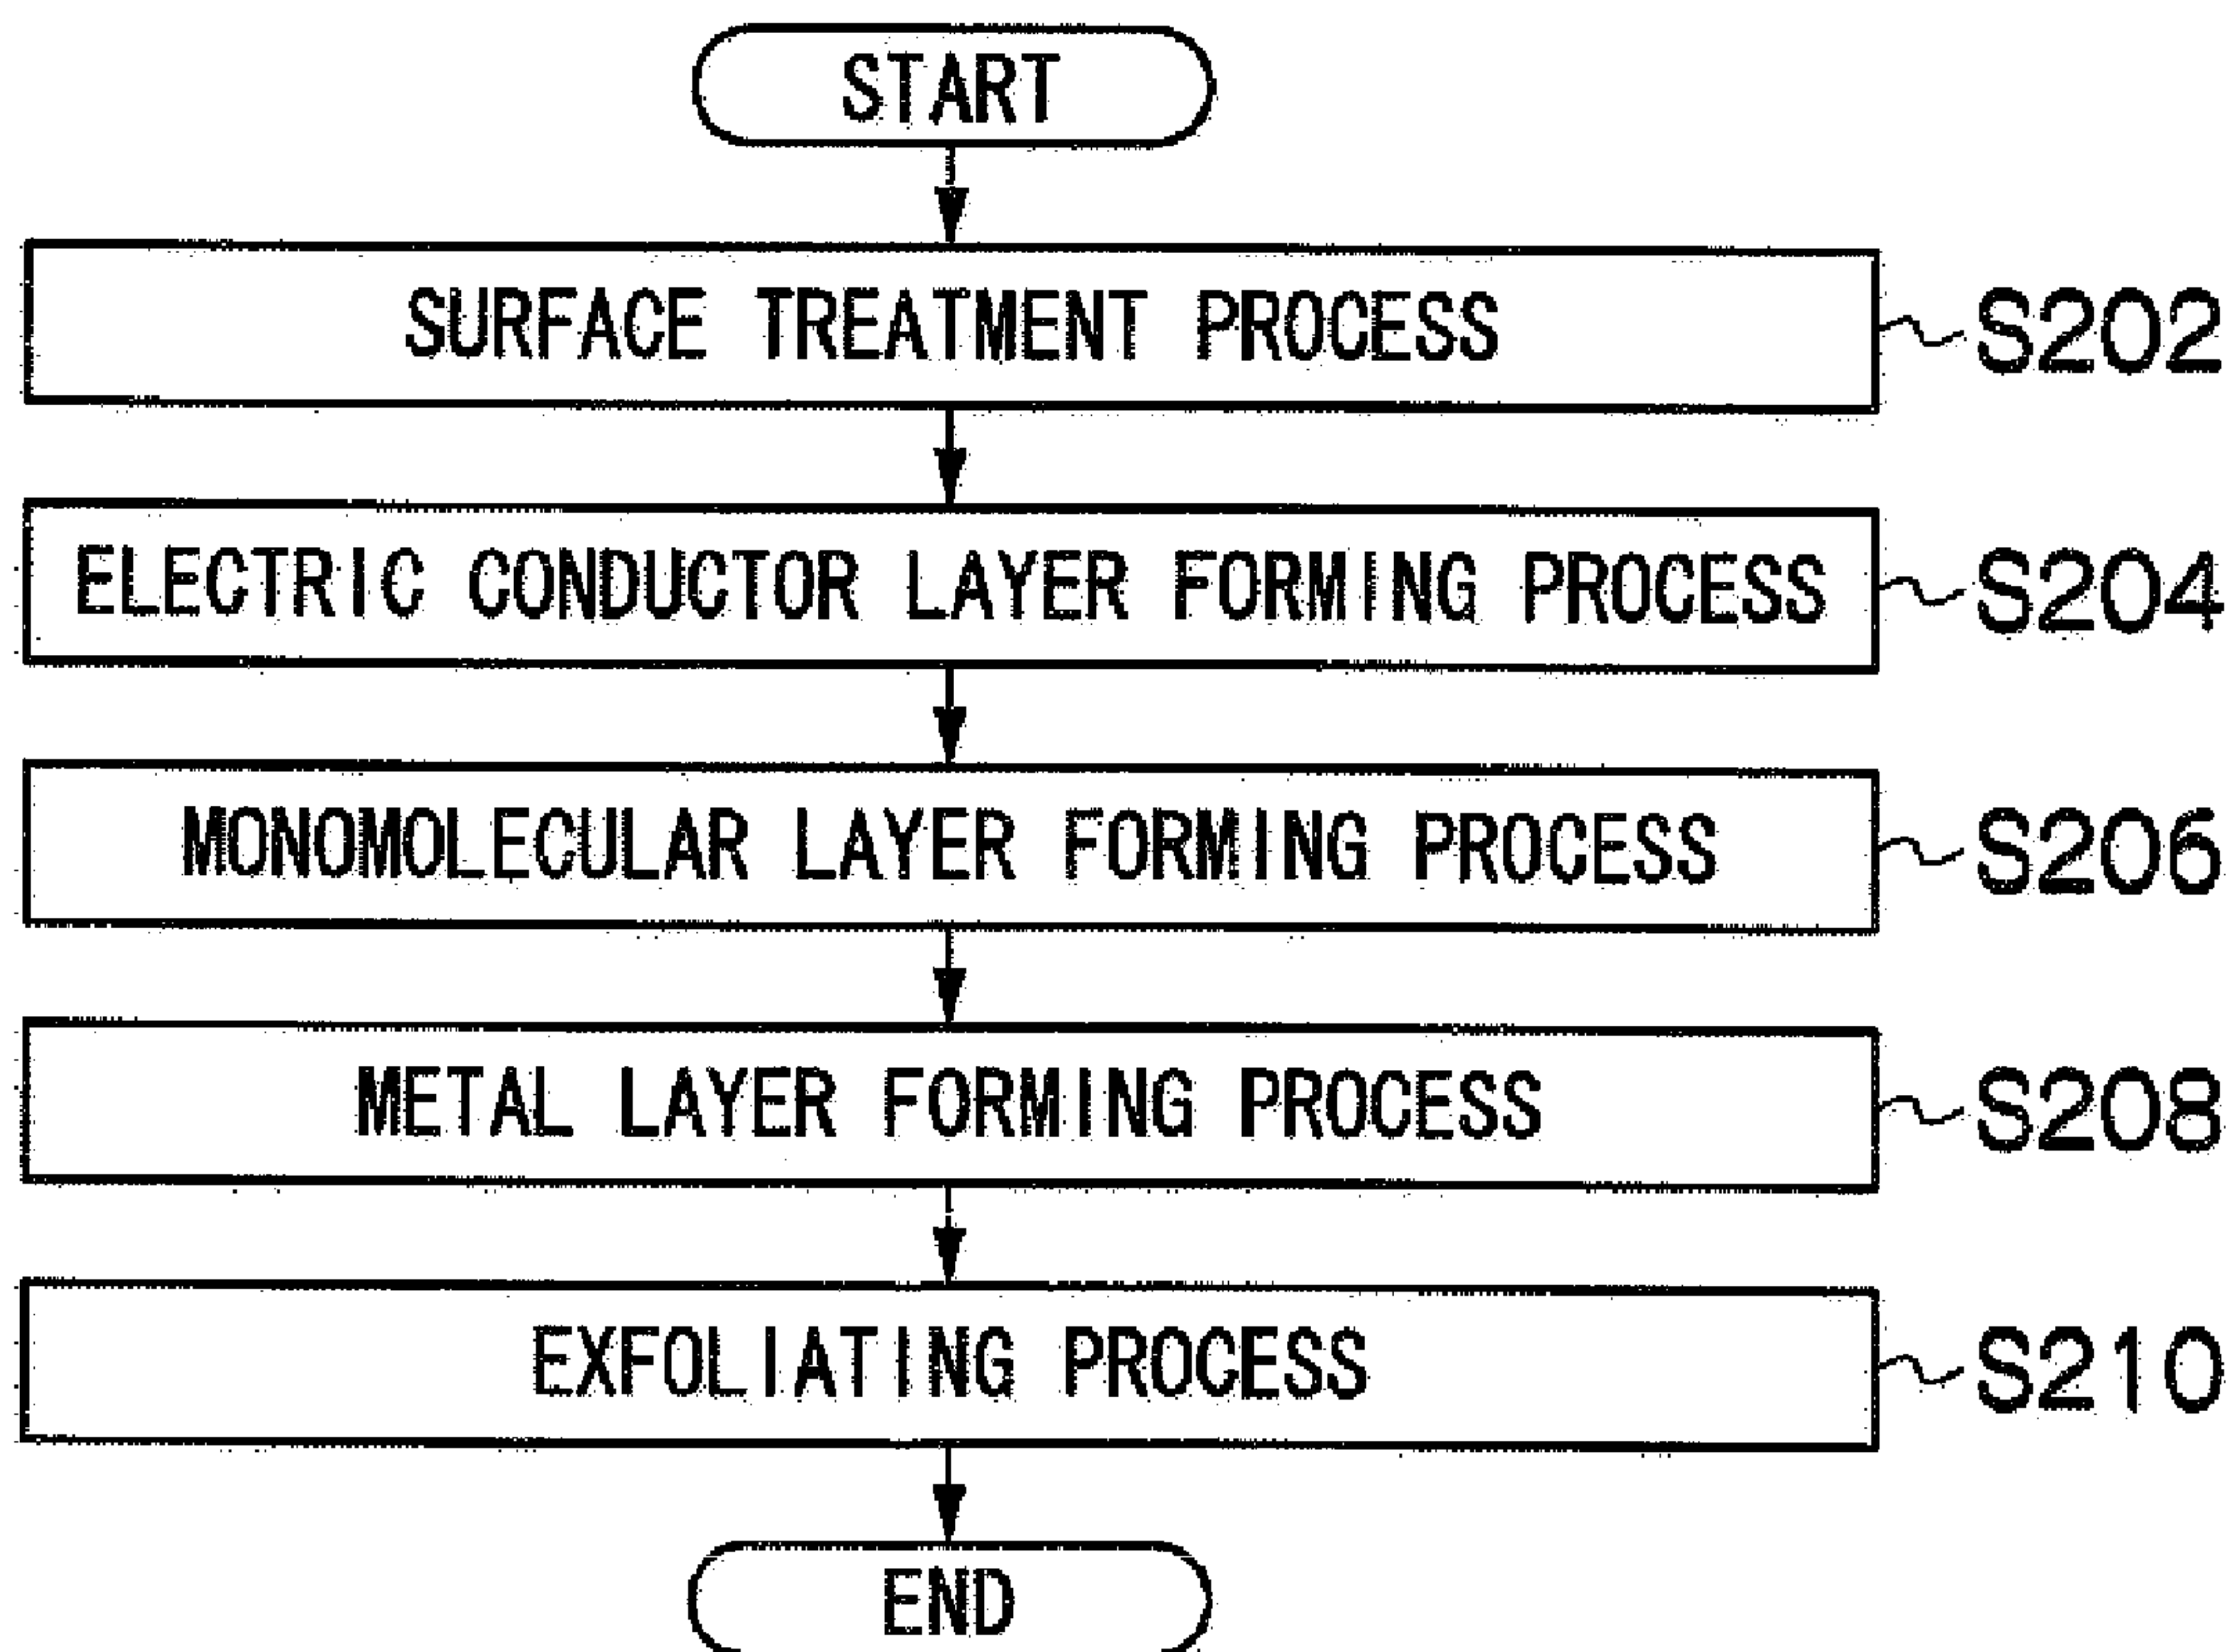 START
SURFACE TREATMENT PROCESS S202
ELECTRIC CONDUCTOR LAYER FORMING PROCESS S204
MONOMOLECULAR LAYER FORMING PROCESS S206
METAL LAYER FORMING PROCESS S208
EXFOLIATING PROCESS S210
END